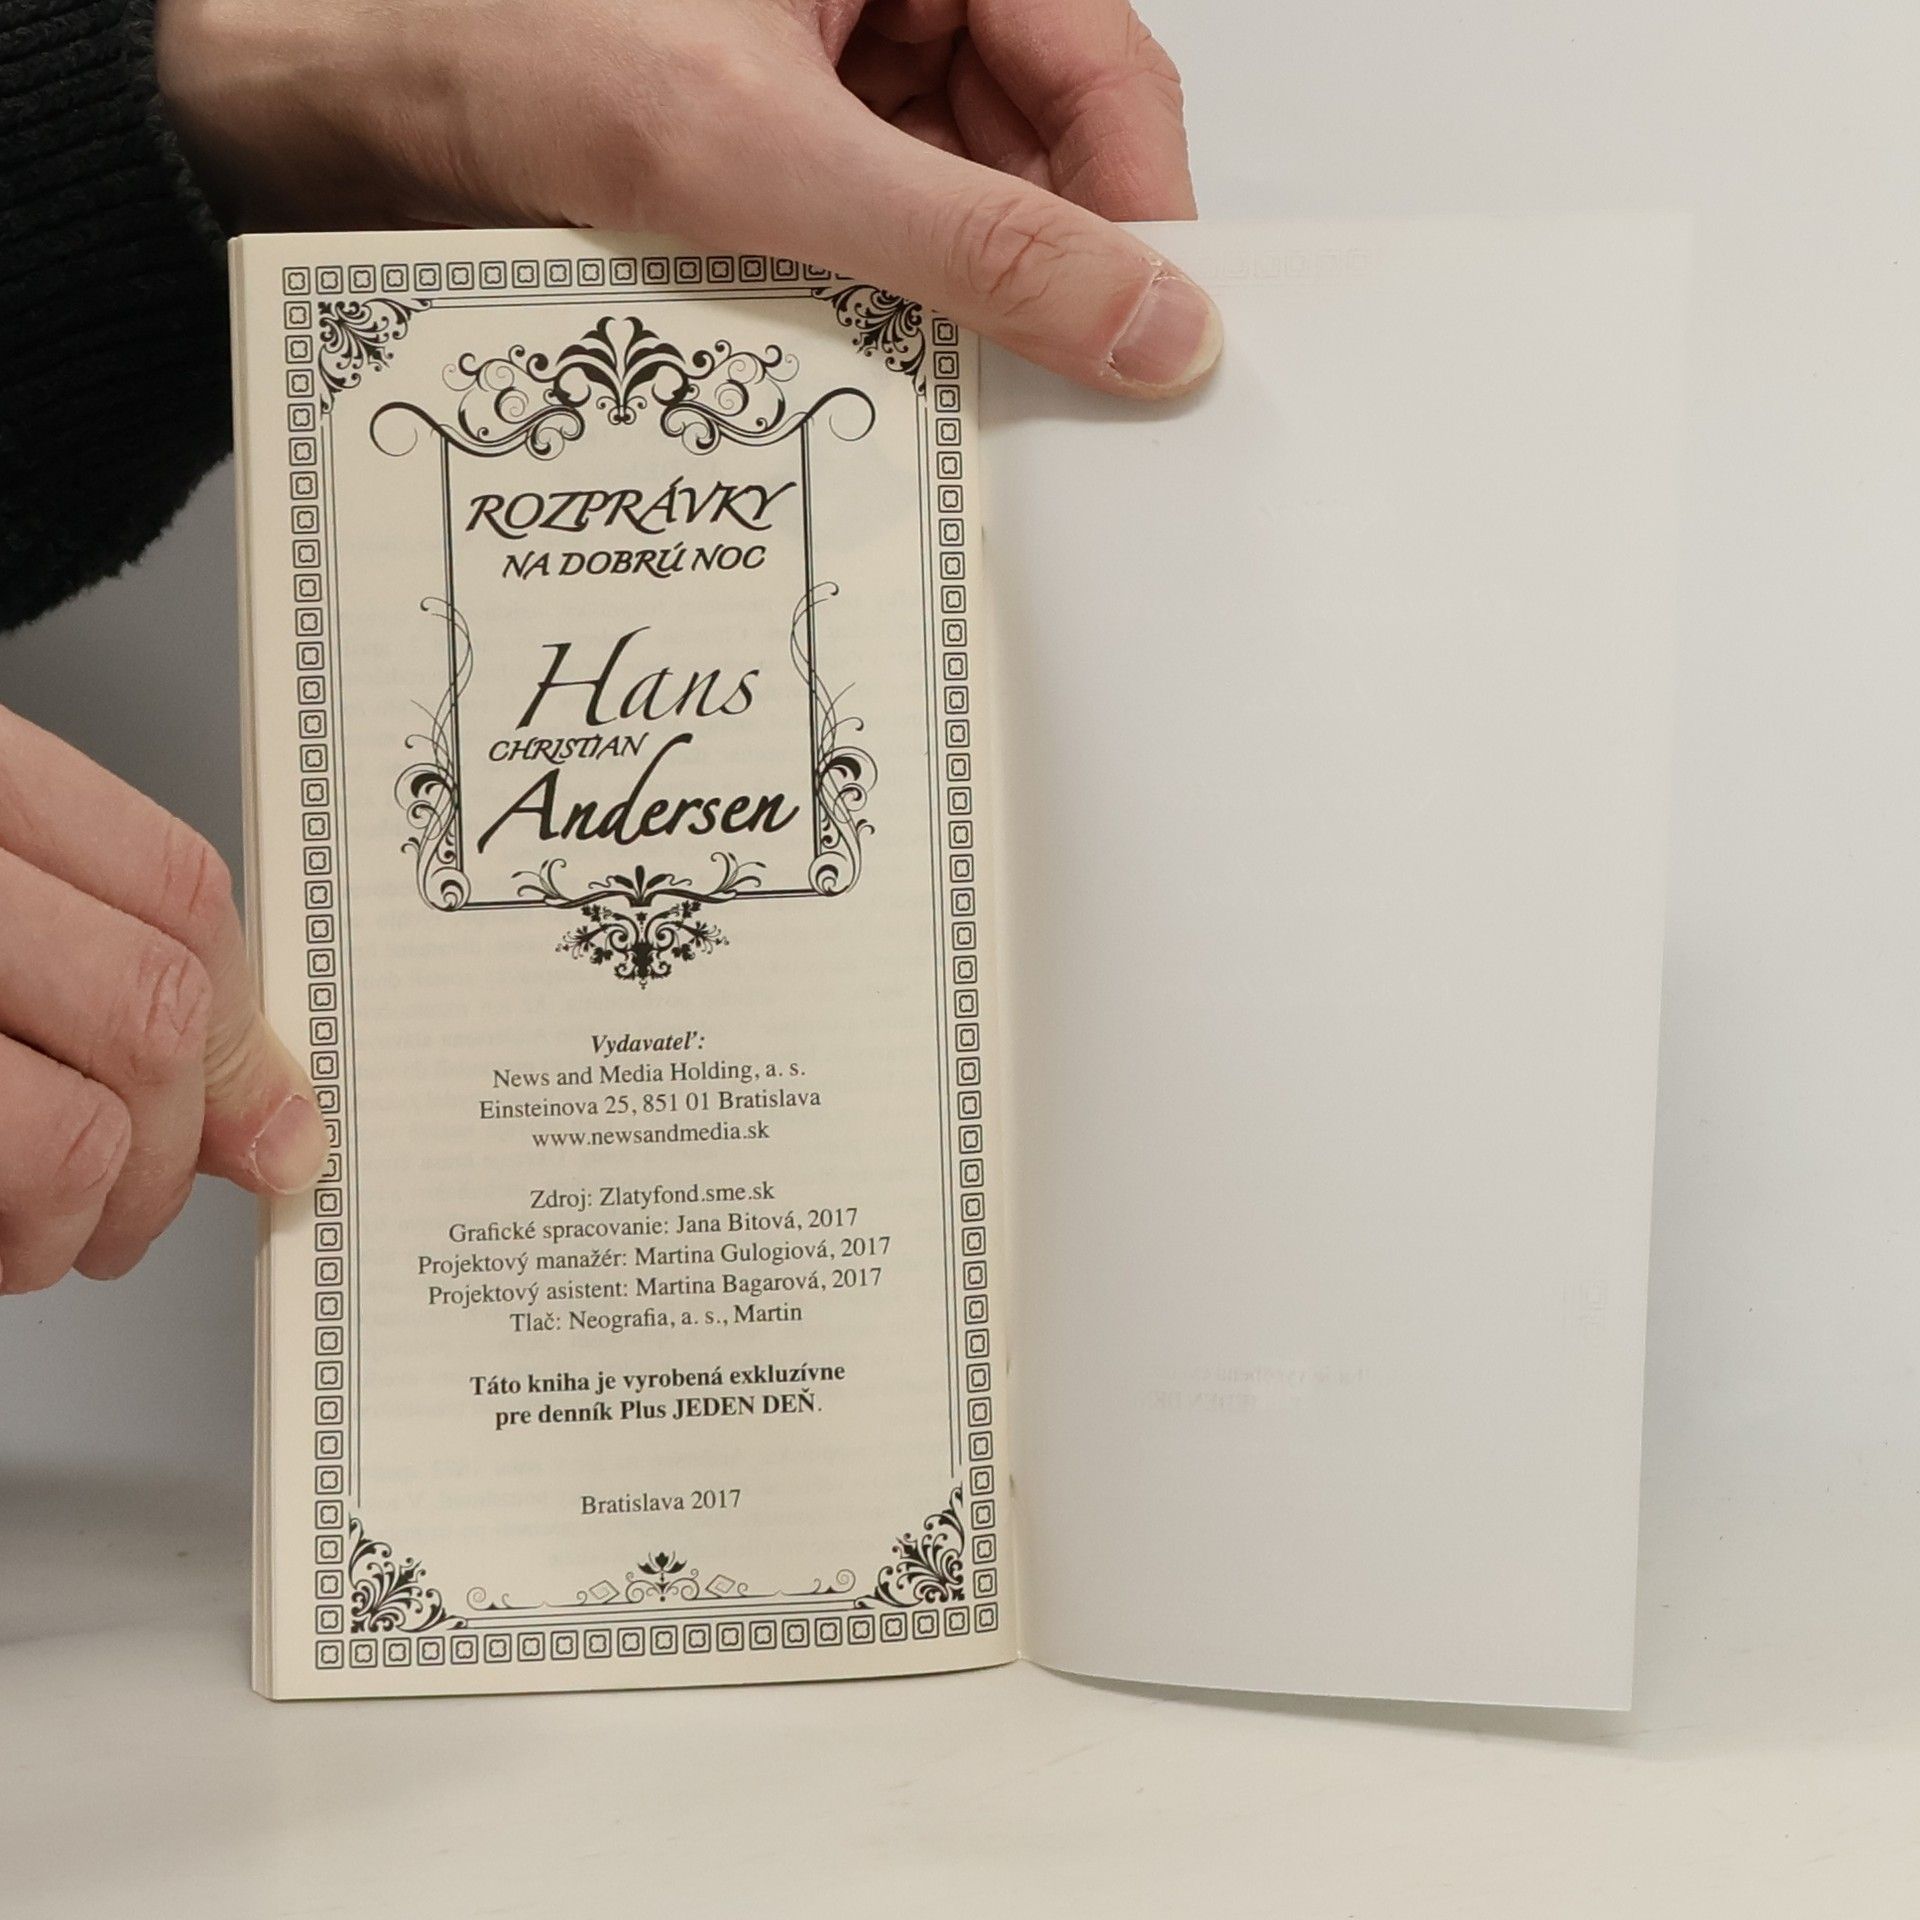 ROZPRÁVKY
NA DOBRÚ NOC
Hans
CHRISTIAN
Andersen
Vydavateľ:
News and Media Holding, a. s.
Einsteinova 25, 851 01 Bratislava
www.newsandmedia.sk
Zdroj: Zlatyfond.sme.sk
Grafické spracovanie: Jana Bitová, 2017
Projektový manažér: Martina Gulogiová, 2017
Projektový asistent: Martina Bagarová, 2017
Tlač: Neografia, a. s., Martin
Táto kniha je vyrobená exkluzívne
pre denník Plus JEDEN DEŇ.
Bratislava 2017